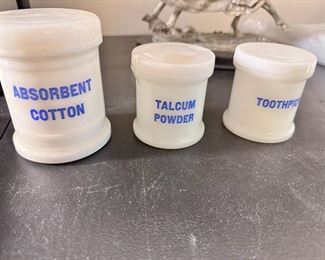 ABSORBENT
COTTON
TALCUM
POWDER